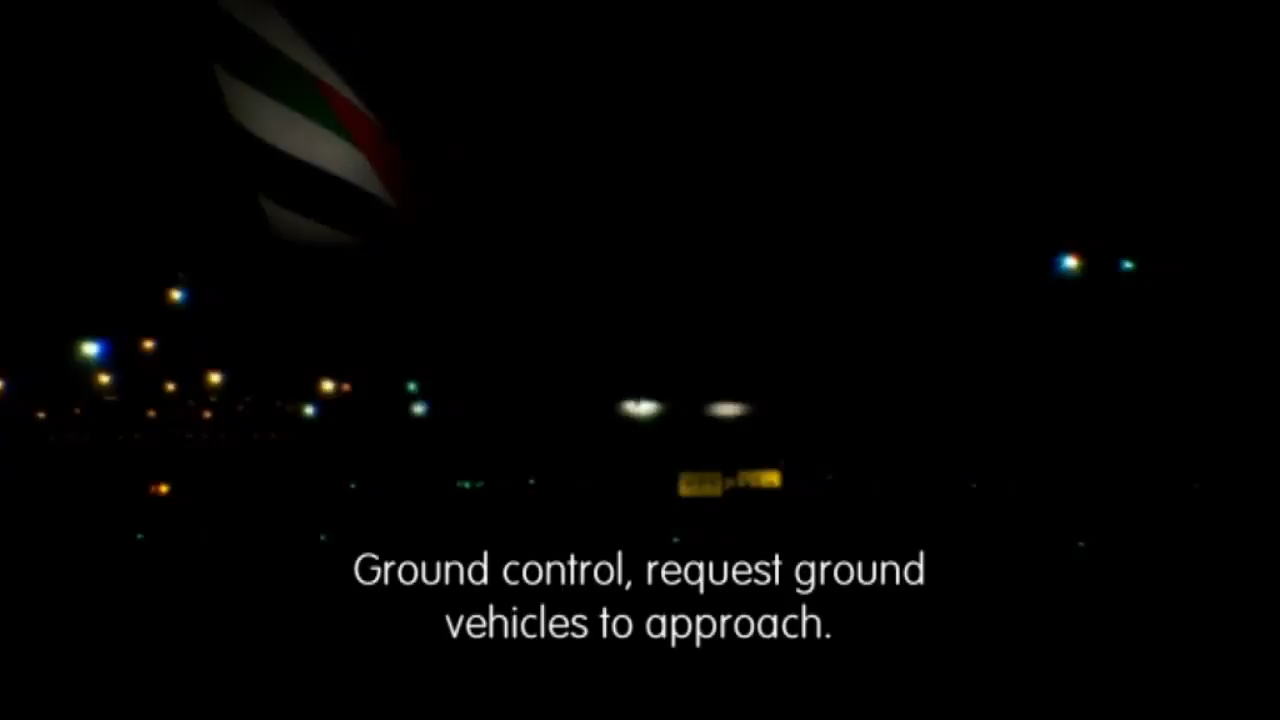 Ground control, request ground
vehicles to approach.